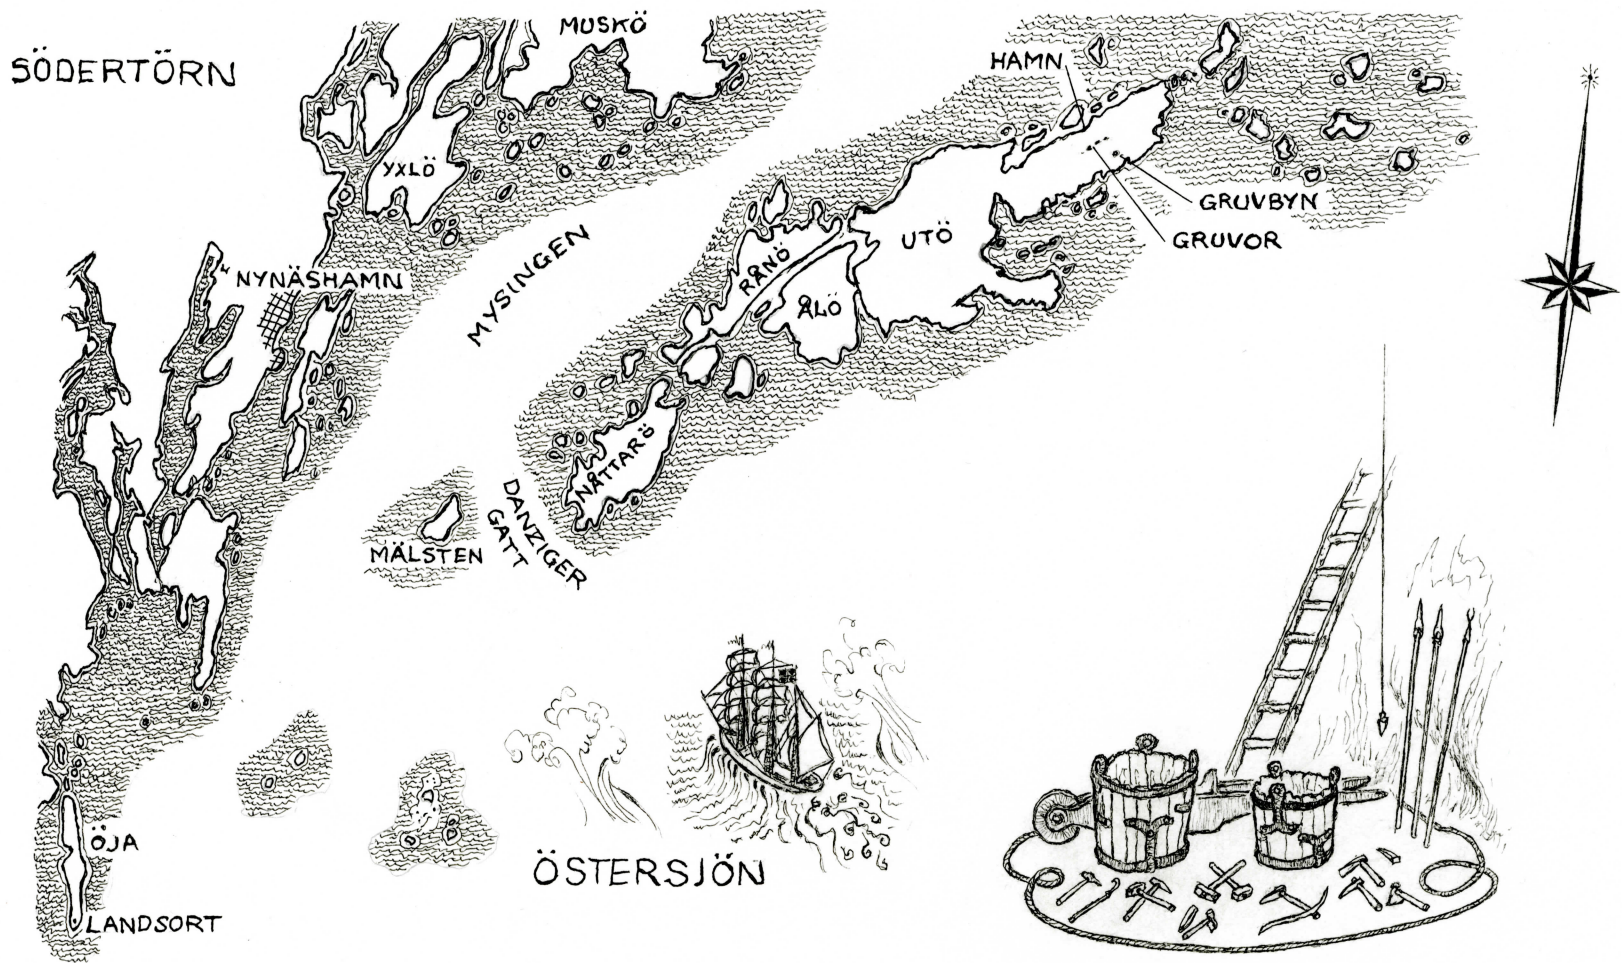 MUSKÖ
SÖDERTÖRN
HAMN
YXLÖ
GRUVBYN
UTÖ
GRUVOR
MYSINGEN
RÅNÖ
NYNÄSHAMN
ÅLÖ
NÅTTARÖ
DANZIGER
GATT
MÄLSTEN
ÖJA
ÖSTERSJÖN
LANDSORT